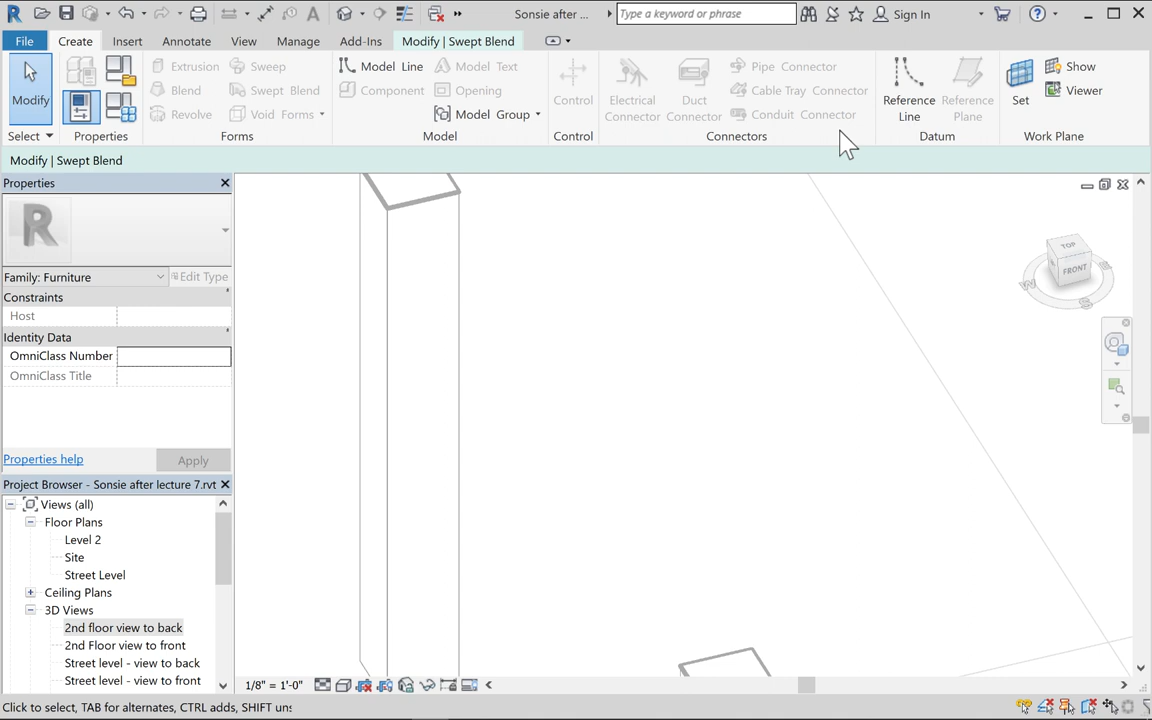 Sonsie after ...
Type a keyword or phrase
Sign In
File
Create
Insert
Annotate
View
Manage
Add-Ins
Modify | Swept Blend
Modify
Select
Properties
Extrusion
Blend
Revolve
Sweep
Swept Blend
Void Forms
Forms
Model Line
Component
Model Text
Opening
Model Group
Model
Control
Control
Electrical Connector
Duct Connector
Pipe Connector
Cable Tray Connector
Conduit Connector
Connectors
Reference Line
Reference Plane
Datum
Set
Show
Viewer
Work Plane
Modify | Swept Blend
Properties
R
Family: Furniture
Edit Type
Constraints
Host
Identity Data
OmniClass Number
OmniClass Title
Properties help
Apply
Project Browser - Sonsie after lecture 7.rvt
Views (all)
Floor Plans
Level 2
Site
Street Level
Ceiling Plans
3D Views
2nd floor view to back
2nd Floor view to front
Street level - view to back
Street level - view to front
TOP
FRONT
W
S
1/8" = 1'-0"
Click to select, TAB for alternates, CTRL adds, SHIFT uns